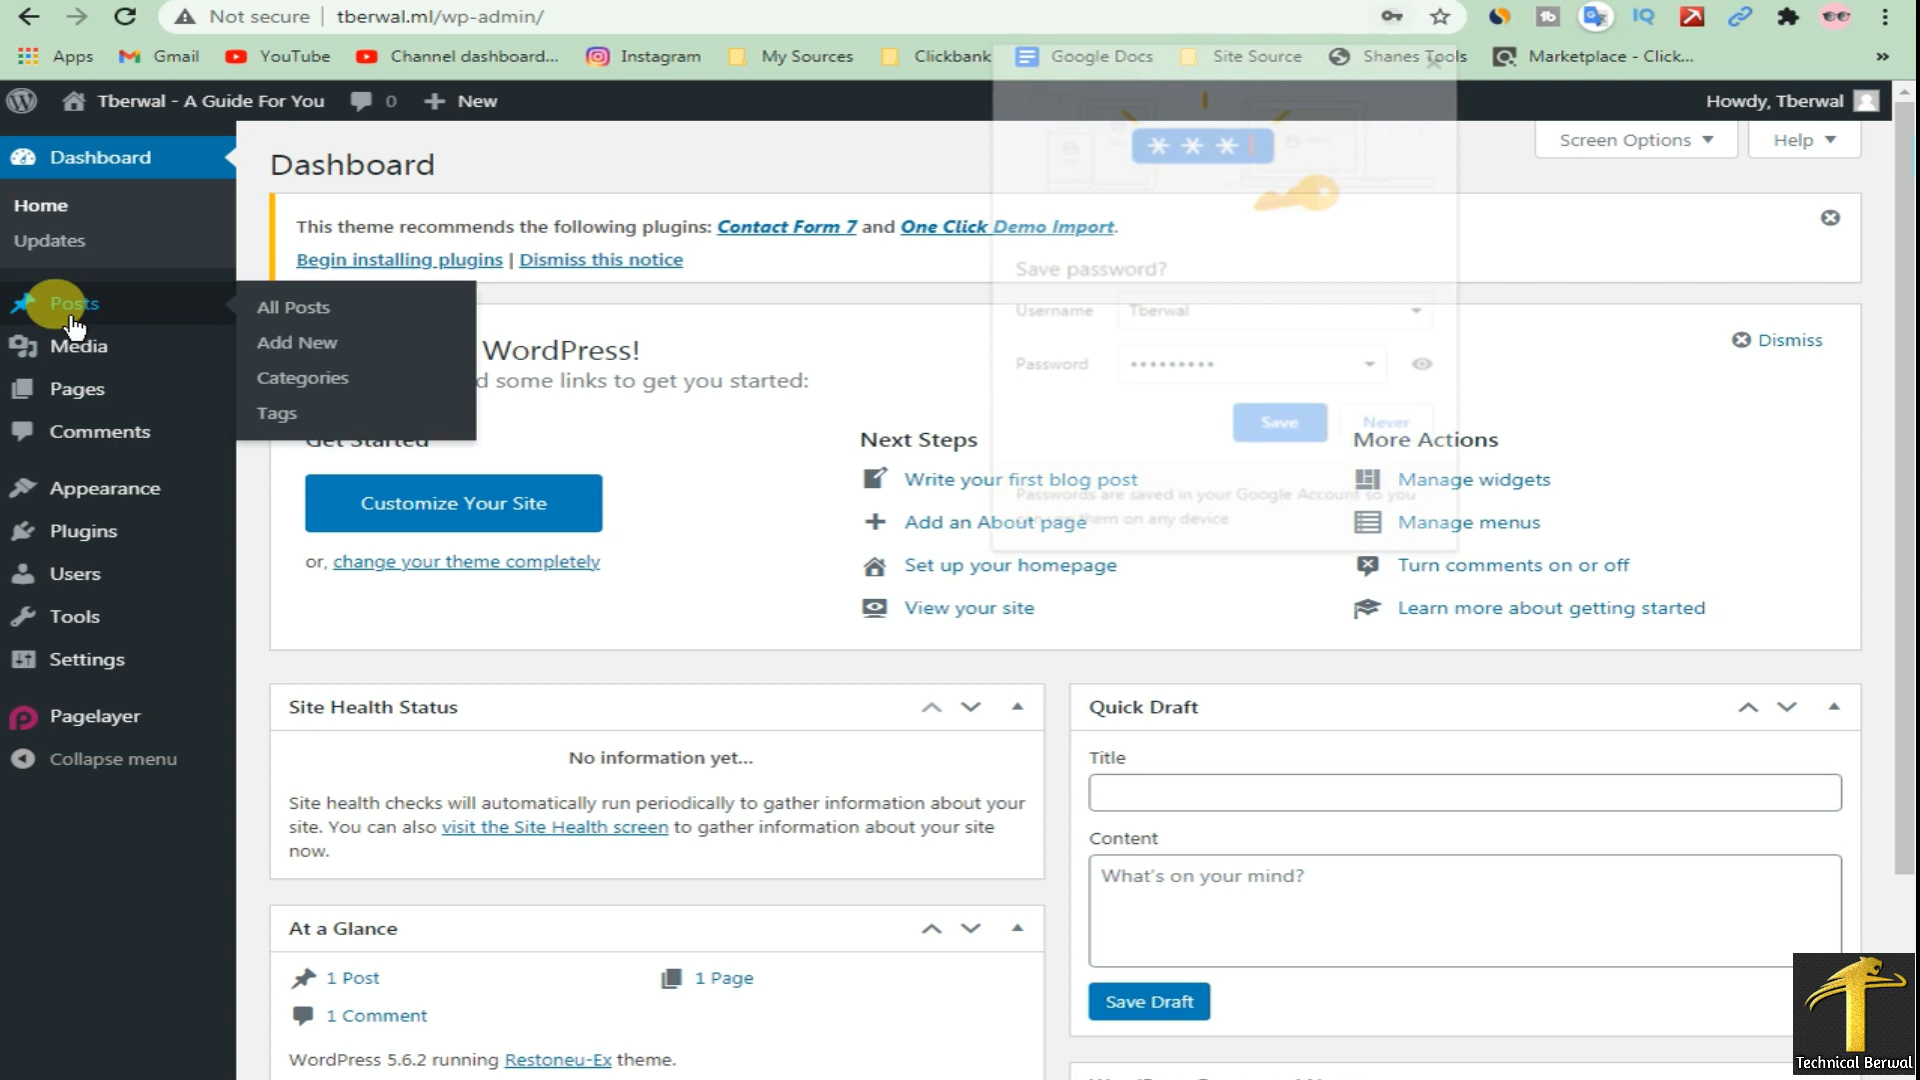 Not secure | tberwal.ml/wp-admin/
Apps Gmail YouTube Channel dashboard... Instagram My Sources Clickbank Google Docs Site Source Shanes Tools Marketplace - Click... »
Tberwal - A Guide For You 0 + New Howdy, Tberwal
Dashboard
Home
Updates
Posts
Media
Pages
Comments
Appearance
Plugins
Users
Tools
Settings
Pagelayer
Collapse menu
All Posts
Add New
Categories
Tags
Dashboard
Screen Options ▼ Help ▼
This theme recommends the following plugins: Contact Form 7 and One Click Demo Import.
Begin installing plugins | Dismiss this notice
Save password?
Username Tberwal
Password •••••••••
Save Never
Passwords are saved in your Google Account so you
can use them on any device
WordPress!
d some links to get you started:
Dismiss
Get Started
Customize Your Site
or, change your theme completely
Next Steps
Write your first blog post
Add an About page
Set up your homepage
View your site
More Actions
Manage widgets
Manage menus
Turn comments on or off
Learn more about getting started
Site Health Status
No information yet...
Site health checks will automatically run periodically to gather information about your
site. You can also visit the Site Health screen to gather information about your site
now.
At a Glance
1 Post 1 Page
1 Comment
WordPress 5.6.2 running Restoneu-Ex theme.
Quick Draft
Title
Content
What's on your mind?
Save Draft
Technical Berwal